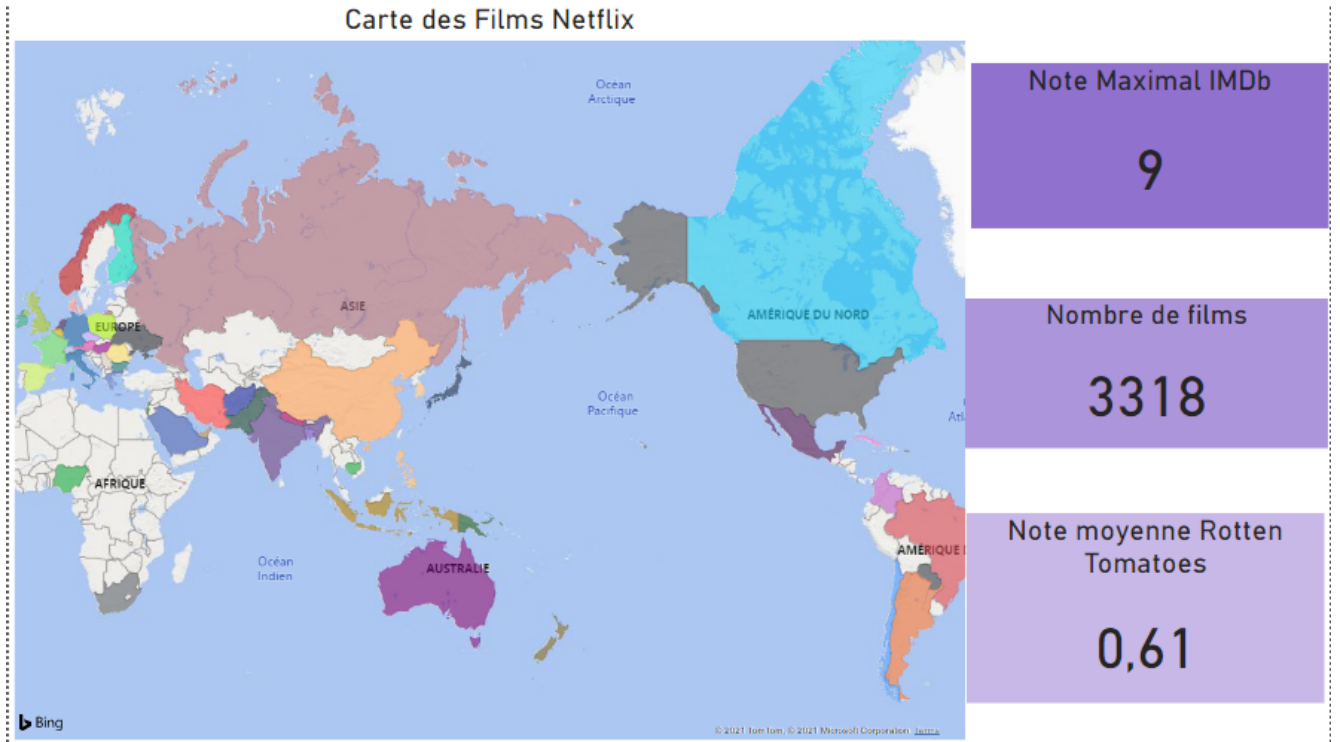 Carte des Films Netflix
Océan
Arctique
ASIE
EUROPE
AMÉRIQUE DU NORD
Océan
Pacifique
AFRIQUE
Océan
Indien
AUSTRALIE
AMÉRIQUE
Bing
© 2021 TomTom, © 2021 Microsoft Corporation Terms
Note Maximal IMDb
9
Nombre de films
3318
Note moyenne Rotten
Tomatoes
0,61